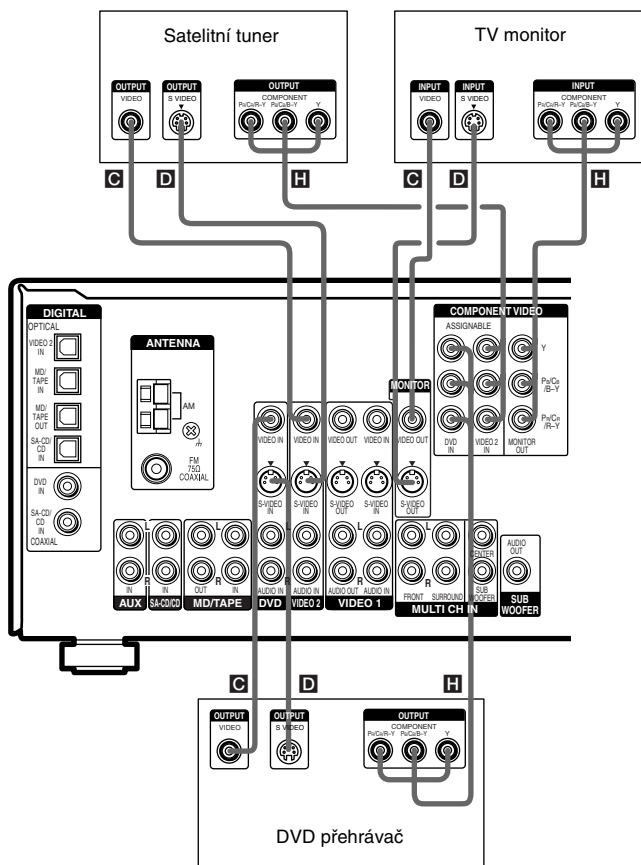 Satelitní tuner
TV monitor
OUTPUT
VIDEO
OUTPUT
S VIDEO
OUTPUT
COMPONENT
PR/CR/R–Y PB/CB/B–Y Y
INPUT
VIDEO
INPUT
S VIDEO
INPUT
COMPONENT
PR/CR/R–Y PB/CB/B–Y Y
C
D
H
C
D
H
DIGITAL
OPTICAL
VIDEO 2
IN
MD/
TAPE
IN
MD/
TAPE
OUT
SA-CD/
CD
IN
DVD
IN
SA-CD/
CD
IN
COAXIAL
ANTENNA
AM
FM
75Ω
COAXIAL
COMPONENT VIDEO
ASSIGNABLE
Y
PB/CB
/B–Y
PR/CR
/R–Y
DVD
IN
VIDEO 2
IN
MONITOR
OUT
MONITOR
VIDEO IN
VIDEO IN
VIDEO OUT
VIDEO IN
VIDEO OUT
S-VIDEO
IN
S-VIDEO
IN
S-VIDEO
OUT
S-VIDEO
IN
S-VIDEO
OUT
L
L
L
L
L
R
R
R
R
R
IN
IN
OUT
IN
AUDIO IN
AUDIO IN
AUDIO OUT
AUDIO IN
FRONT
SURROUND
CENTER
SUB
WOOFER
AUDIO
OUT
AUX
SA-CD/CD
MD/TAPE
DVD
VIDEO 2
VIDEO 1
MULTI CH IN
SUB
WOOFER
C
D
H
OUTPUT
VIDEO
OUTPUT
S VIDEO
OUTPUT
COMPONENT
PR/CR/R–Y PB/CB/B–Y Y
DVD přehrávač